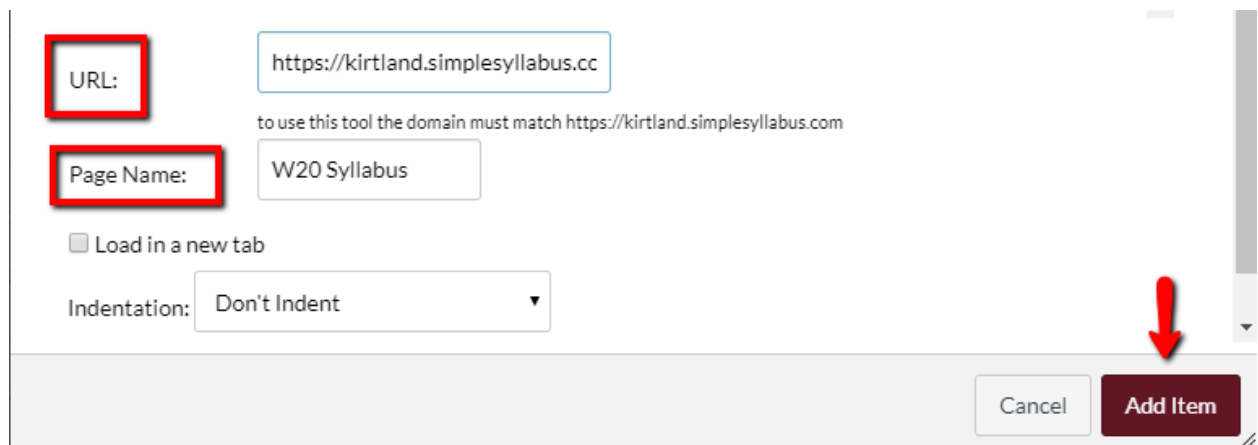 URL:
https://kirtland.simplesyllabus.cc
to use this tool the domain must match https://kirtland.simplesyllabus.com
Page Name:
W20 Syllabus
Load in a new tab
Indentation:
Don't Indent
Cancel
Add Item